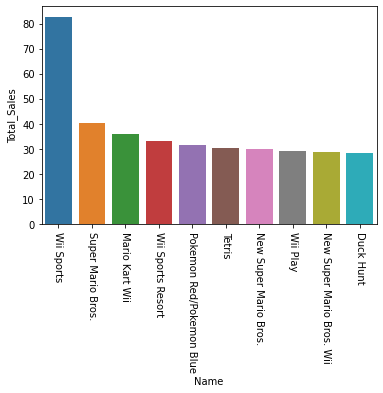 Total_Sales
80
70
60
50
40
30
20
10
0
Wii Sports
Super Mario Bros.
Mario Kart Wii
Wii Sports Resort
Pokemon Red/Pokemon Blue
Tetris
New Super Mario Bros.
Wii Play
New Super Mario Bros. Wii
Duck Hunt
Name